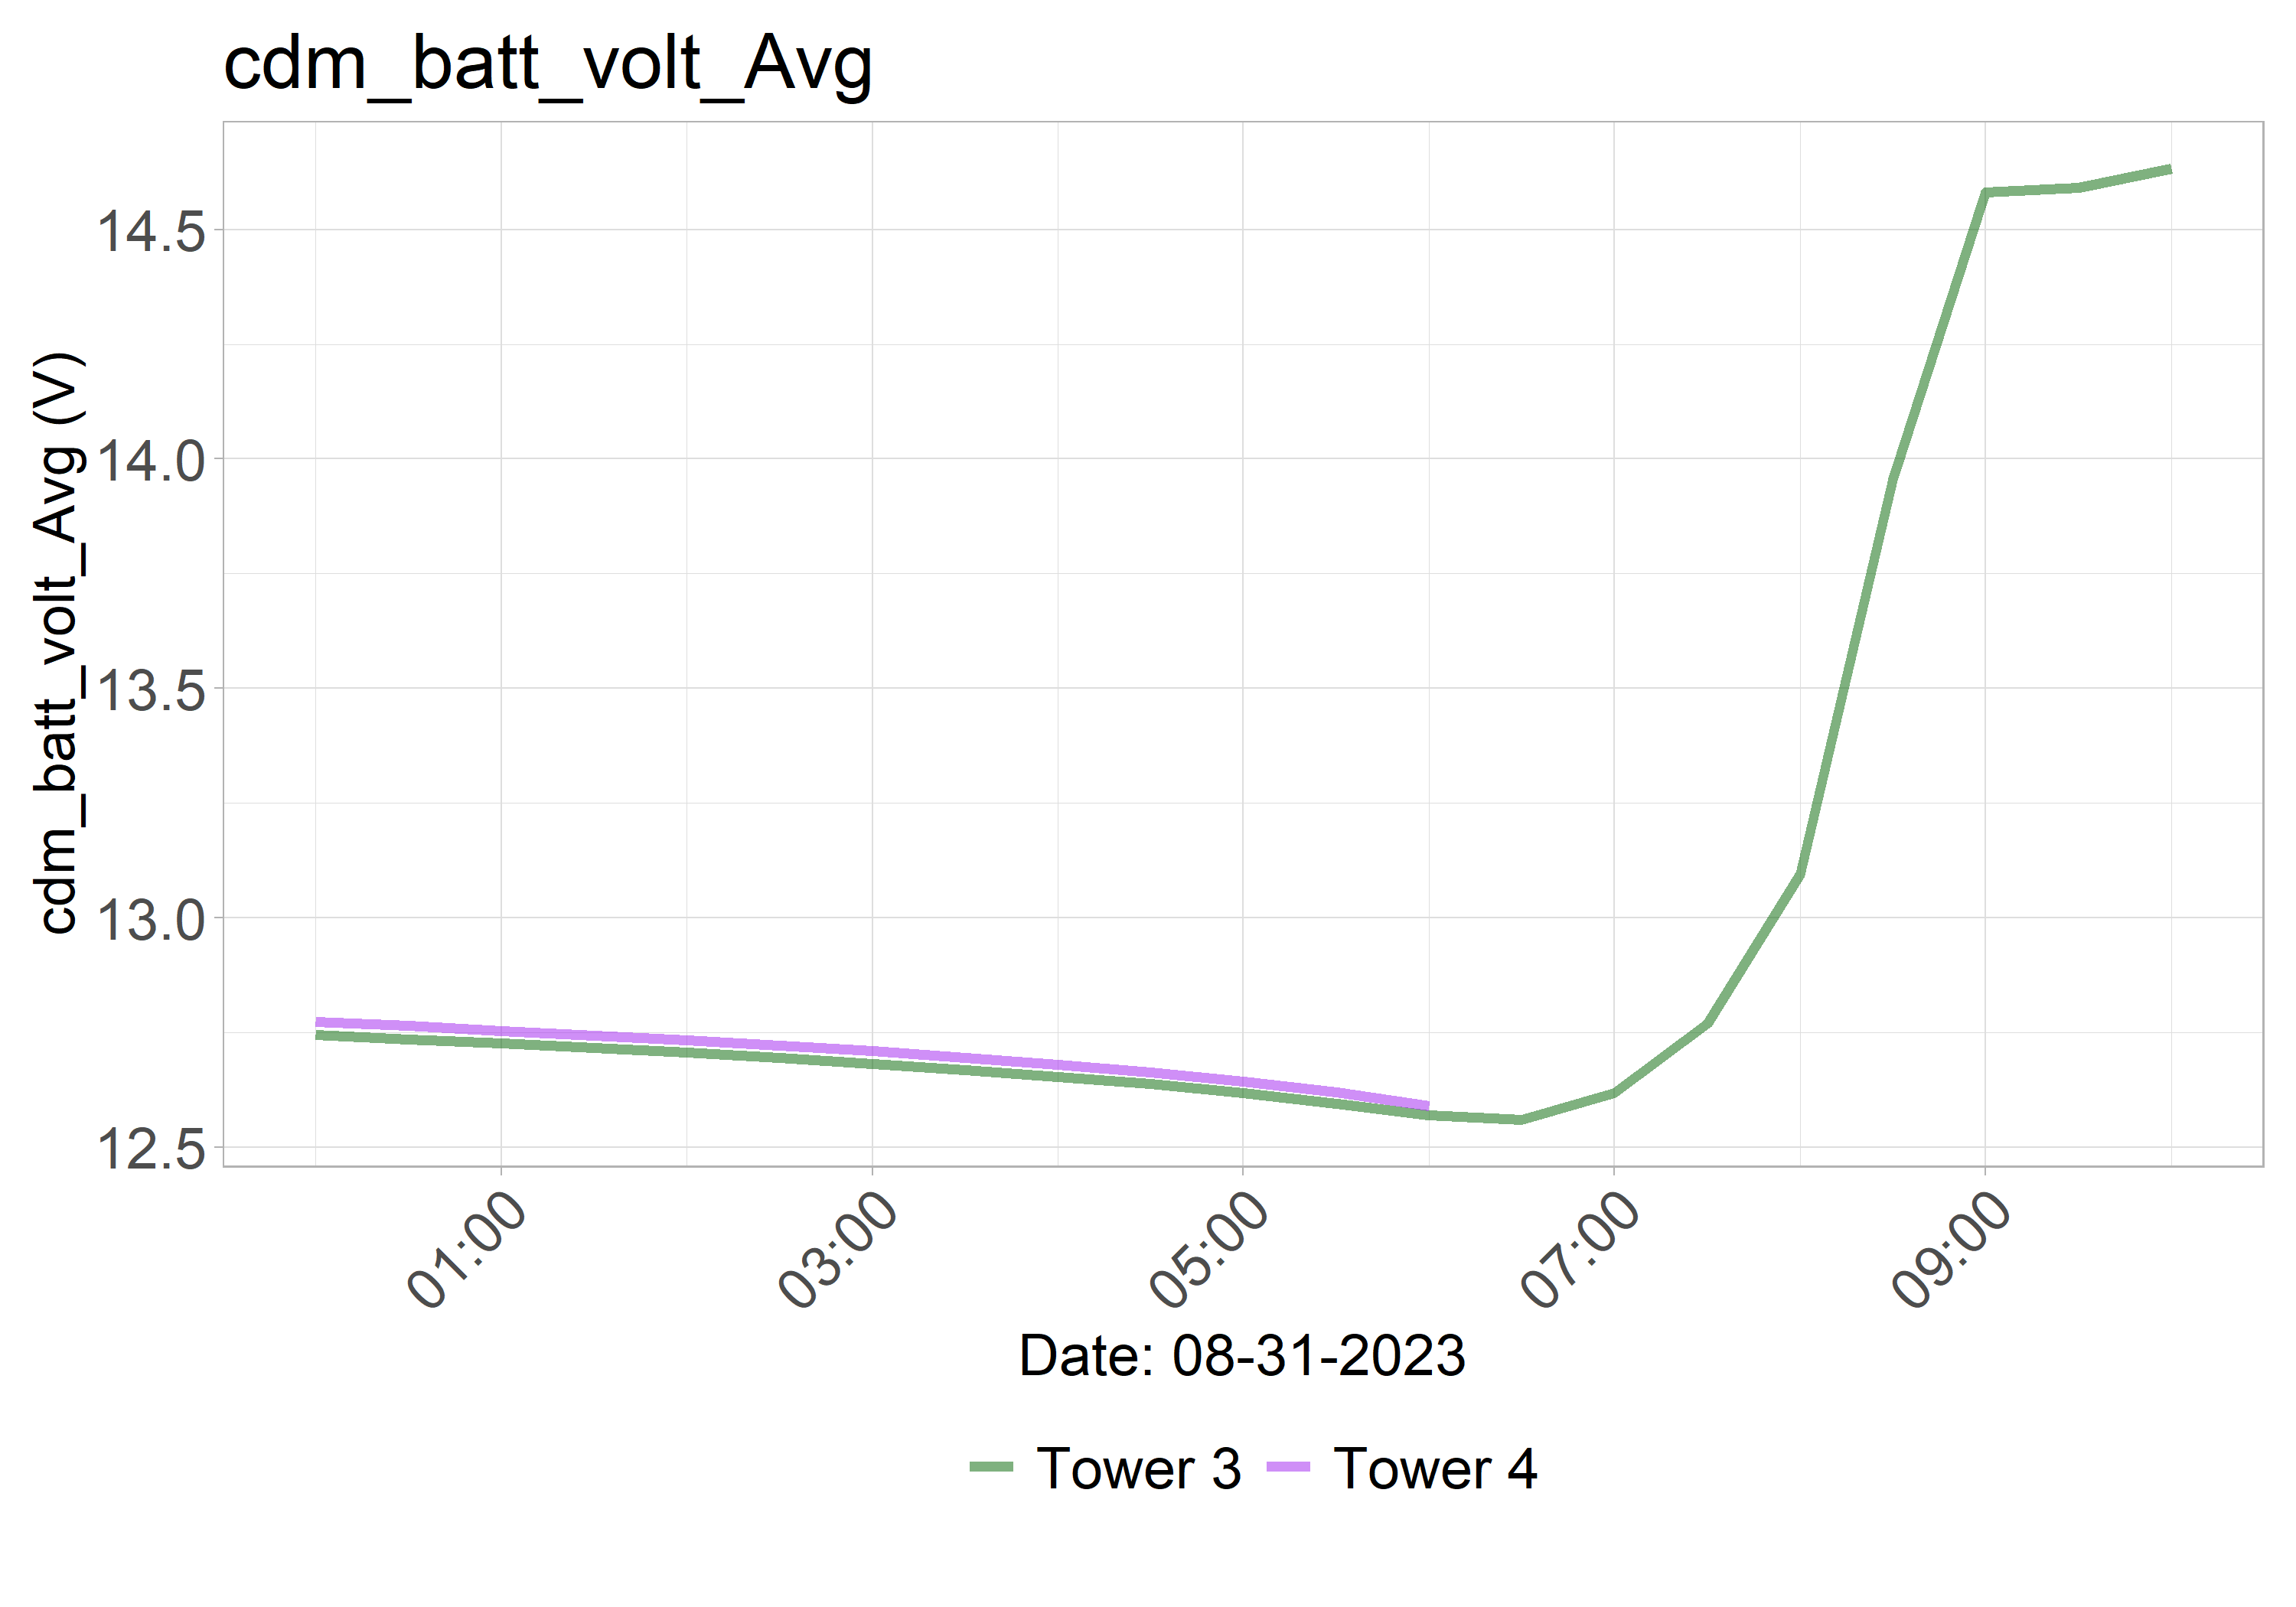 cdm_batt_volt_Avg
cdm_batt_volt_Avg (V)
14.5
14.0
13.5
13.0
12.5
01:00
03:00
05:00
07:00
09:00
Date: 08-31-2023
Tower 3
Tower 4